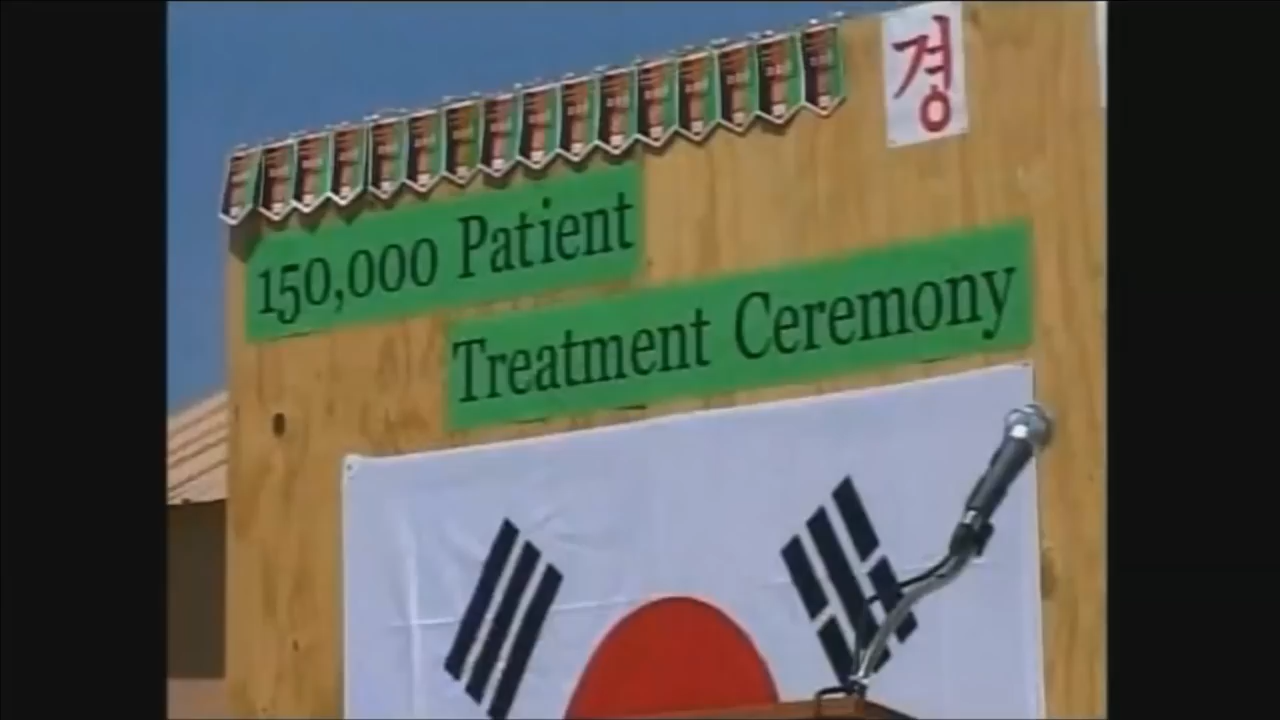 경
150,000 Patient
Treatment Ceremony